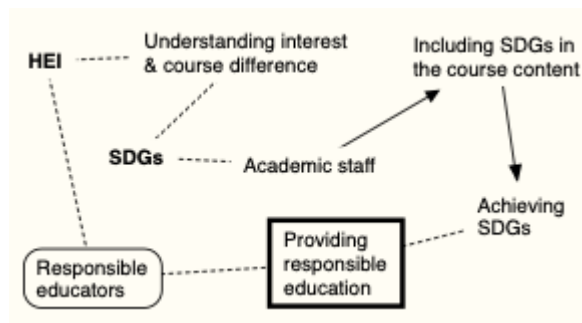 HEI
Understanding interest
& course difference
Including SDGs in
the course content
SDGs
Academic staff
Achieving
SDGs
Providing
responsible
education
Responsible
educators